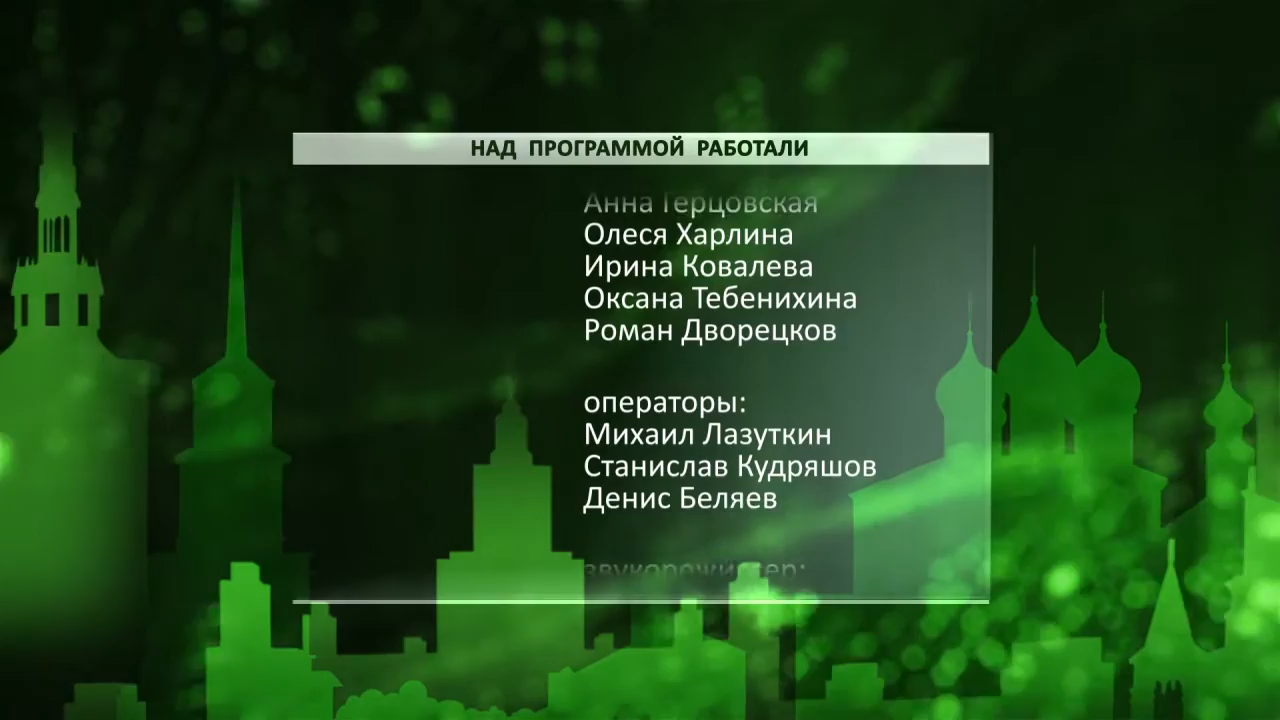 НАД ПРОГРАММОЙ РАБОТАЛИ
Анна Герцовская
Олеся Харлина
Ирина Ковалева
Оксана Тебенихина
Роман Дворецков
операторы:
Михаил Лазуткин
Станислав Кудряшов
Денис Беляев
звукорежиссер: